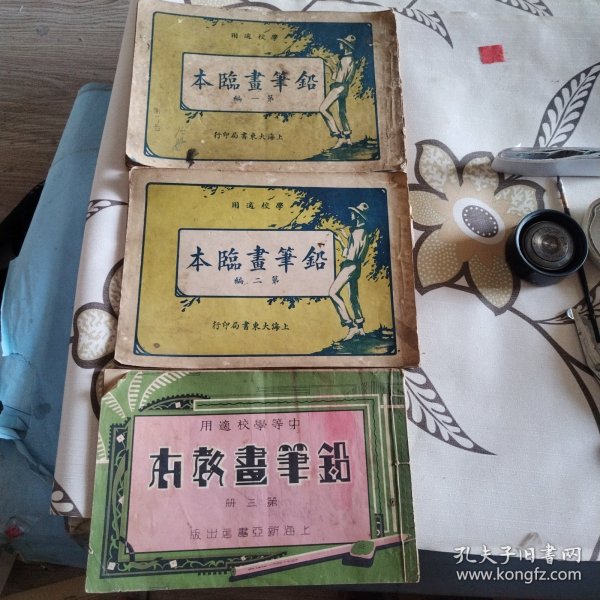 用適校學
本臨畫筆鉛
編一第
行印局書東大海上
用適校學
本臨畫筆鉛
編二第
行印局書東大海上
用適校學等中
本教畫筆鉛
冊三第
版出店書亞新海上
孔夫子旧書网
www.kongfz.com